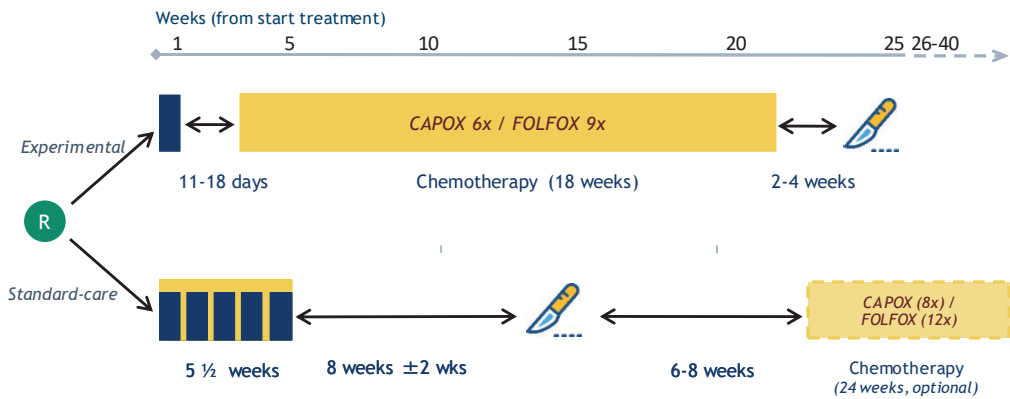 Weeks (from start treatment)
1 5 10 15 20 25 26-40
CAPOX 6x / FOLFOX 9x
Experimental
11-18 days Chemotherapy (18 weeks) 2-4 weeks
R
Standard-care
CAPOX (8x) /
FOLFOX (12x)
5 ½ weeks 8 weeks ±2 wks 6-8 weeks Chemotherapy
(24 weeks, optional)